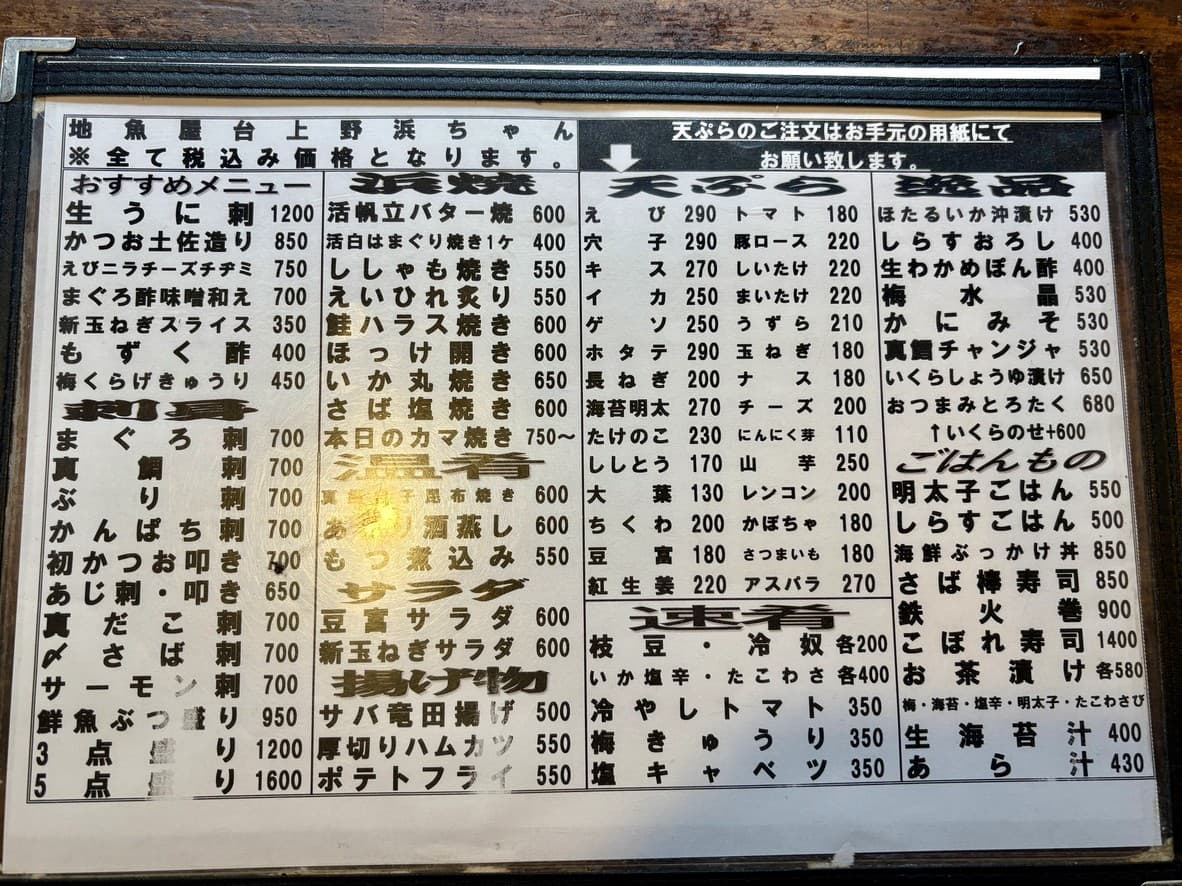 地魚屋台上野浜ちゃん
※全て税込み価格となります。
おすすめメニュー
生うに刺 1200
かつお土佐造り 850
えびニラチーズチヂミ 750
まぐろ酢味噌和え 700
新玉ねぎスライス 350
もずく酢 400
梅くらげきゅうり 450
刺身
まぐろ刺 700
真鯛刺 700
ぶり刺 700
かんぱち刺 700
初かつお叩き 700
あじ刺・叩き 650
真だこ刺 700
〆さば刺 700
サーモン刺 700
鮮魚ぶつ盛り 950
3点盛り 1200
5点盛り 1600
浜焼
活帆立バター焼 600
活白はまぐり焼き1ヶ 400
ししゃも焼き 550
えいひれ炙り 550
鮭ハラス焼き 600
ほっけ開き 600
いか丸焼き 650
さば塩焼き 600
本日のカマ焼き 750～
温肴
真 子昆布焼き 600
あ り酒蒸し 600
もつ煮込み 550
サラダ
豆富サラダ 600
新玉ねぎサラダ 600
揚げ物
サバ竜田揚げ 500
厚切りハムカツ 550
ポテトフライ 550
天ぷらのご注文はお手元の用紙にて
お願い致します。
天ぷら
えび 290 トマト 180
穴子 290 豚ロース 220
キス 270 しいたけ 220
イカ 250 まいたけ 220
ゲソ 250 うずら 210
ホタテ 290 玉ねぎ 180
長ねぎ 200 ナス 180
海苔明太 270 チーズ 200
たけのこ 230 にんにく芽 110
ししとう 170 山芋 250
大葉 130 レンコン 200
ちくわ 200 かぼちゃ 180
豆富 180 さつまいも 180
紅生姜 220 アスパラ 270
速肴
枝豆・冷奴 各200
いか塩辛・たこわさ 各400
冷やしトマト 350
梅きゅうり 350
塩キャベツ 350
逸品
ほたるいか沖漬け 530
しらすおろし 400
生わかめぽん酢 400
梅水晶 530
かにみそ 530
真鯛チャンジャ 530
いくらしょうゆ漬け 650
おつまみとろたく 680
↑いくらのせ+600
ごはんもの
明太子ごはん 550
しらすごはん 500
海鮮ぶっかけ丼 850
さば棒寿司 850
鉄火巻 900
こぼれ寿司 1400
お茶漬け 各580
梅・海苔・塩辛・明太子・たこわさび
生海苔汁 400
あら汁 430